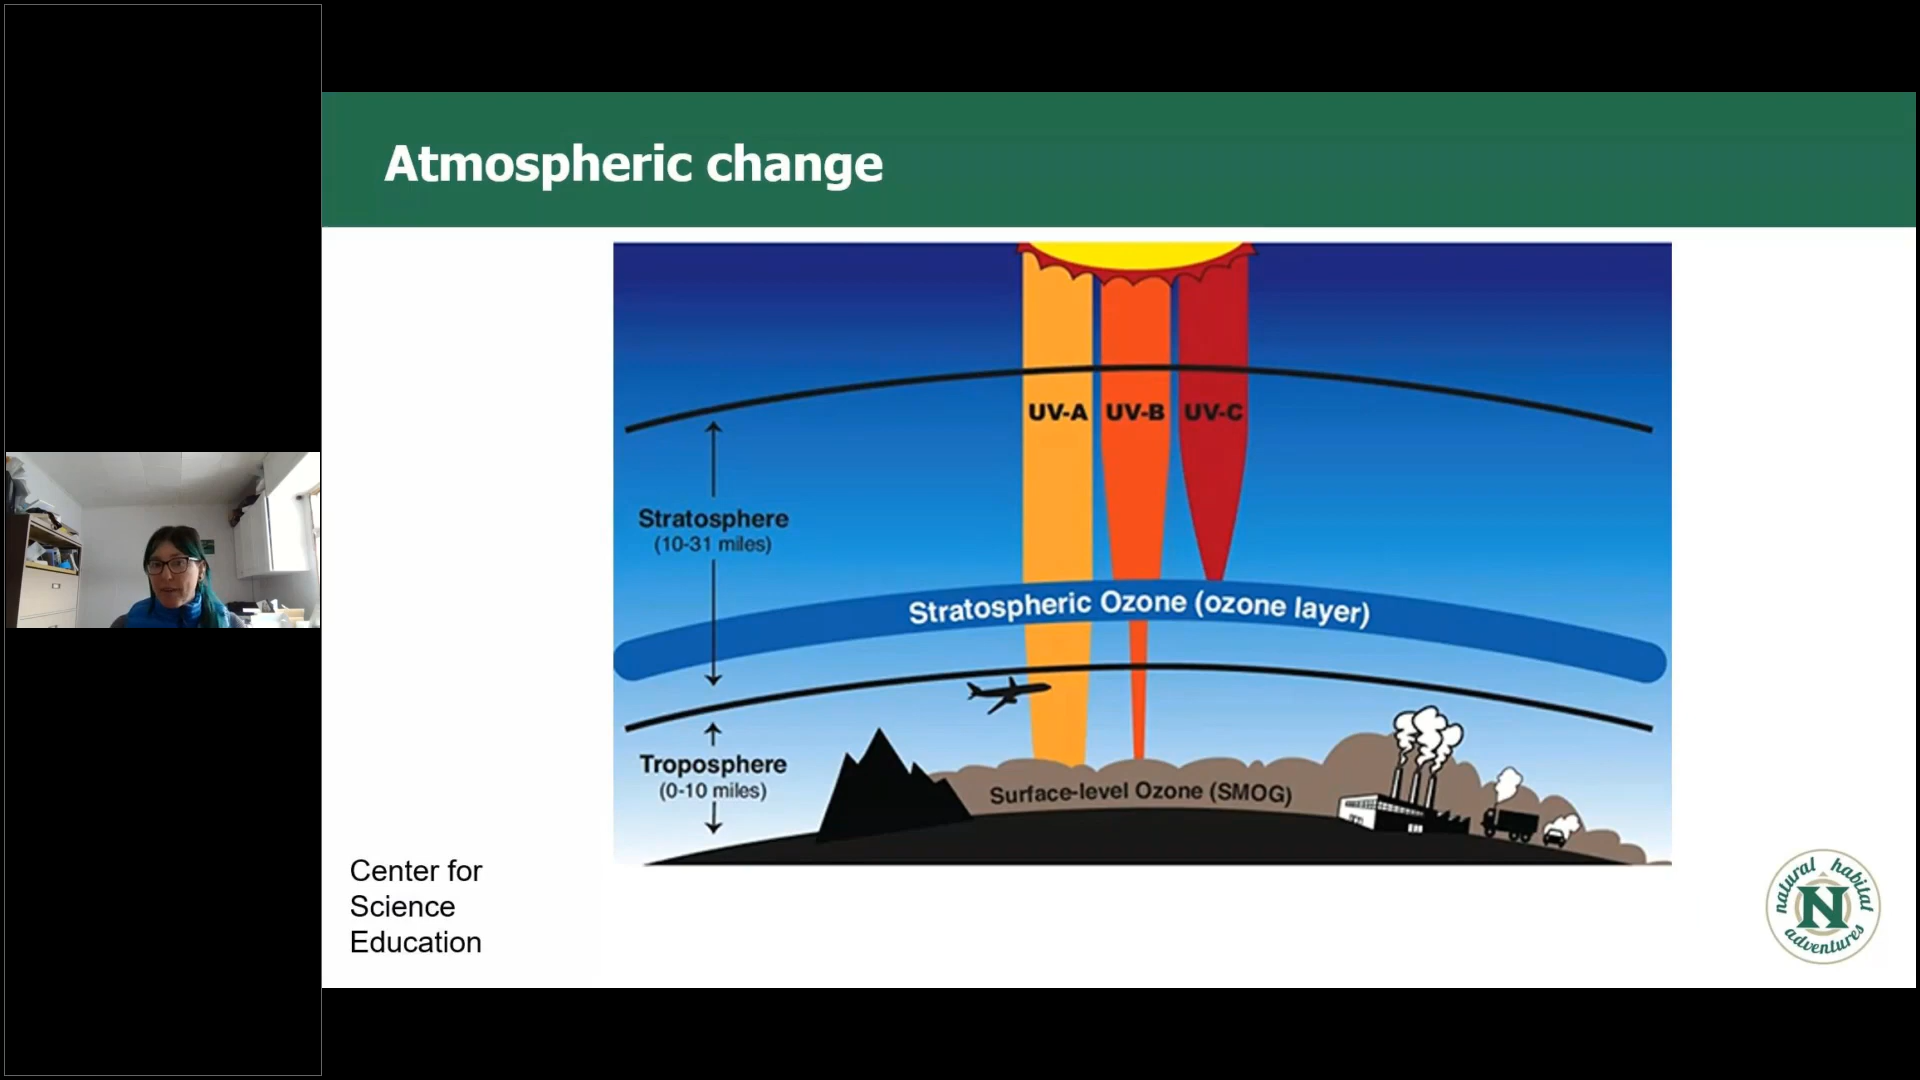 Atmospheric change
UV-A UV-B UV-C
Stratosphere
(10-31 miles)
Stratospheric Ozone (ozone layer)
Troposphere
(0-10 miles)
Surface-level Ozone (SMOG)
Center for
Science
Education
natural habitat
N
adventures